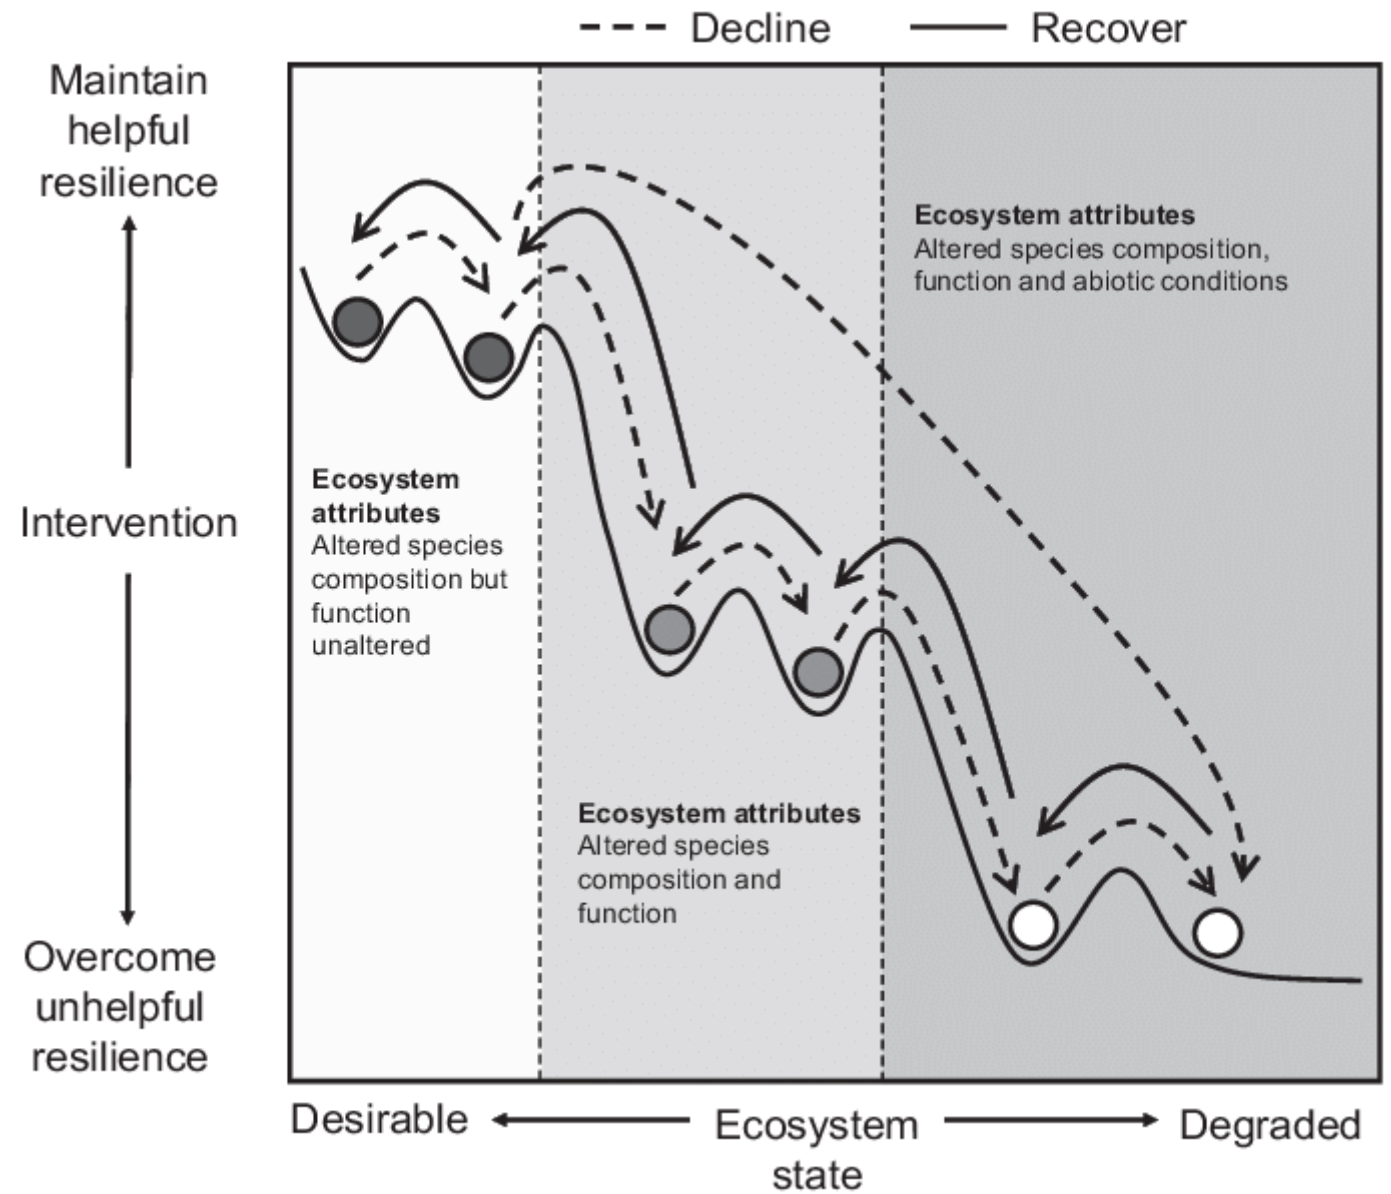 Decline
Recover
Maintain
helpful
resilience
Intervention
Overcome
unhelpful
resilience
Ecosystem
attributes
Altered species
composition but
function
unaltered
Ecosystem attributes
Altered species
composition and
function
Ecosystem attributes
Altered species composition,
function and abiotic conditions
Desirable
Ecosystem
state
Degraded